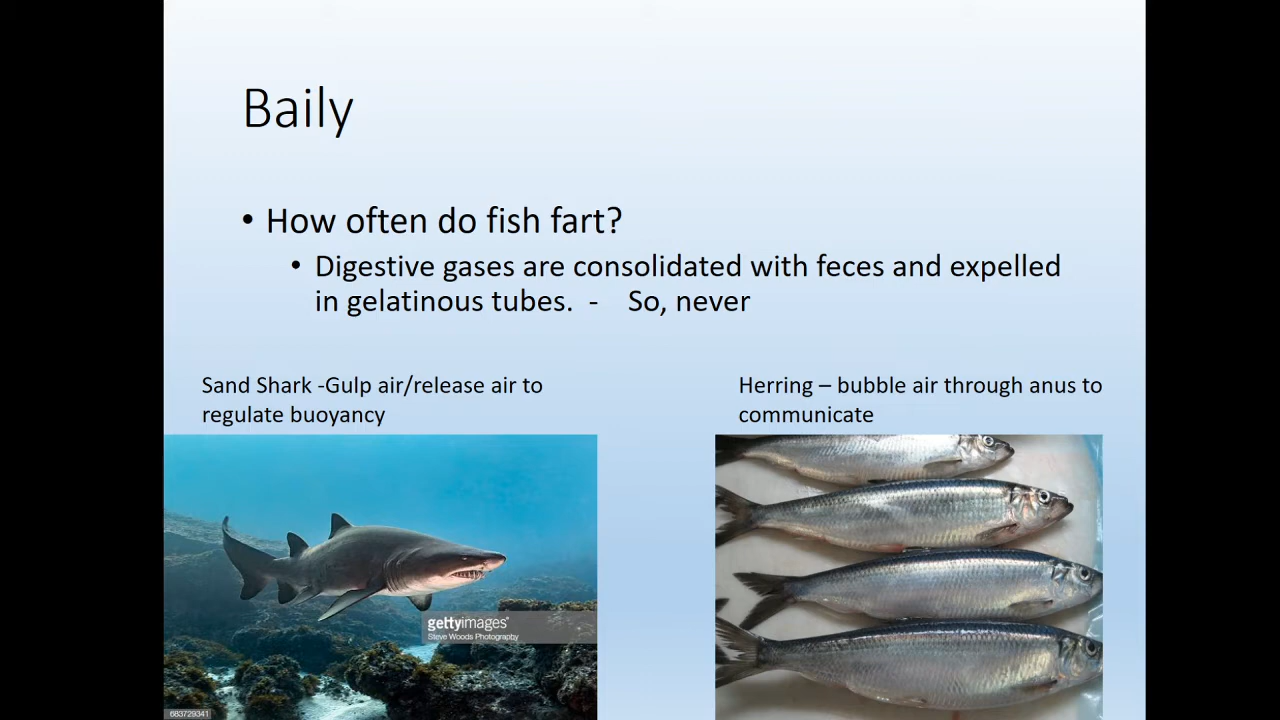 Baily
• How often do fish fart?
• Digestive gases are consolidated with feces and expelled
in gelatinous tubes. - So, never
Sand Shark -Gulp air/release air to
regulate buoyancy
Herring – bubble air through anus to
communicate
gettyimages®
Steve Woods Photography
683729341